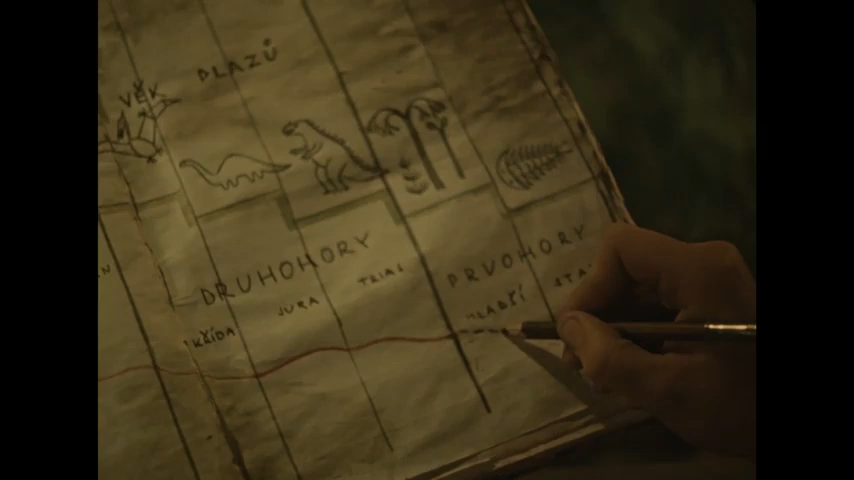 VĚK PLAZŮ
DRUHOHORY
KŘÍDA JURA TRIAS
PRVOHORY
MLADŠÍ